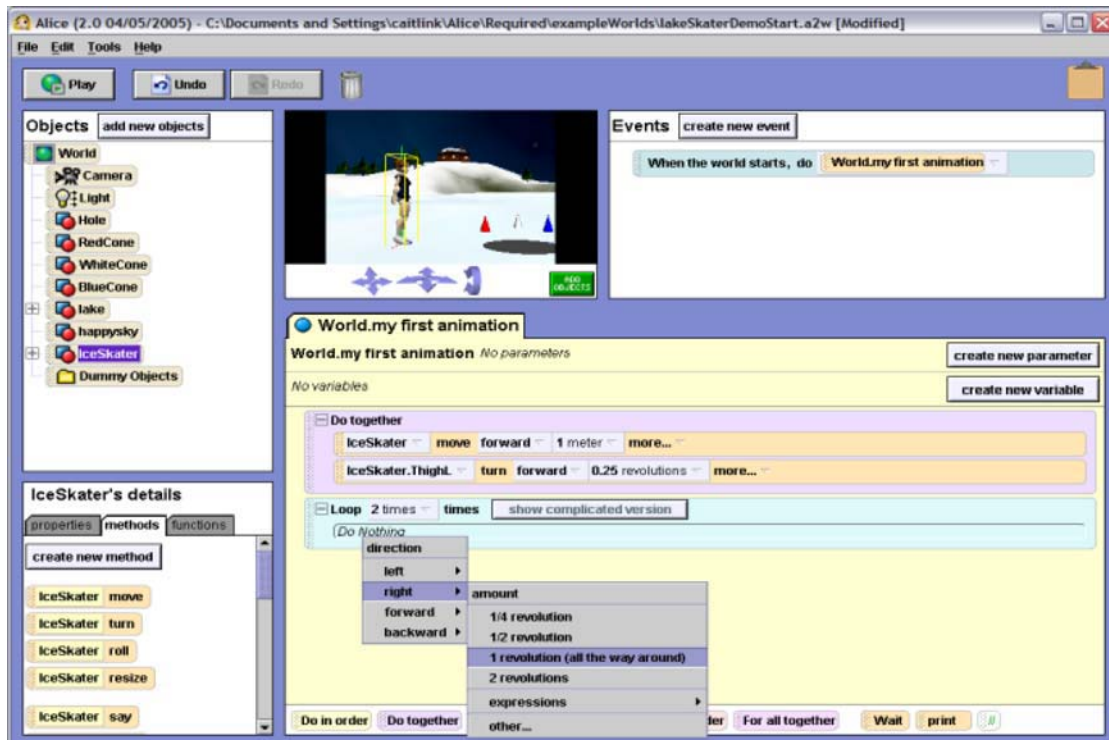 Alice (2.0 04/05/2005) - C:\Documents and Settings\caitlink\Alice\Required\exampleWorlds\lakeSkaterDemoStart.a2w [Modified]
File Edit Tools Help
Play Undo Redo
Objects add new objects
World
Camera
Light
Hole
RedCone
WhiteCone
BlueCone
lake
happysky
IceSkater
Dummy Objects
ADD OBJECTS
Events create new event
When the world starts, do World.my first animation
World.my first animation
World.my first animation No parameters create new parameter
No variables create new variable
Do together
IceSkater move forward 1 meter more...
IceSkater.ThighL turn forward 0.25 revolutions more...
Loop 2 times times show complicated version
(Do Nothing
direction
left
right
forward
backward
amount
1/4 revolution
1/2 revolution
1 revolution (all the way around)
2 revolutions
expressions
other...
IceSkater's details
properties methods functions
create new method
IceSkater move
IceSkater turn
IceSkater roll
IceSkater resize
IceSkater say
Do in order Do together For all together Wait print //